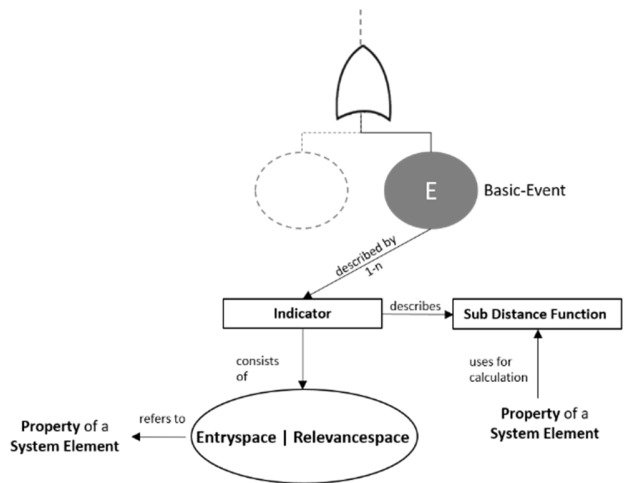 E
Basic-Event
described by
1-n
Indicator
describes
Sub Distance Function
consists
of
uses for
calculation
Property of a
System Element
refers to
Entryspace | Relevancespace
Property of a
System Element